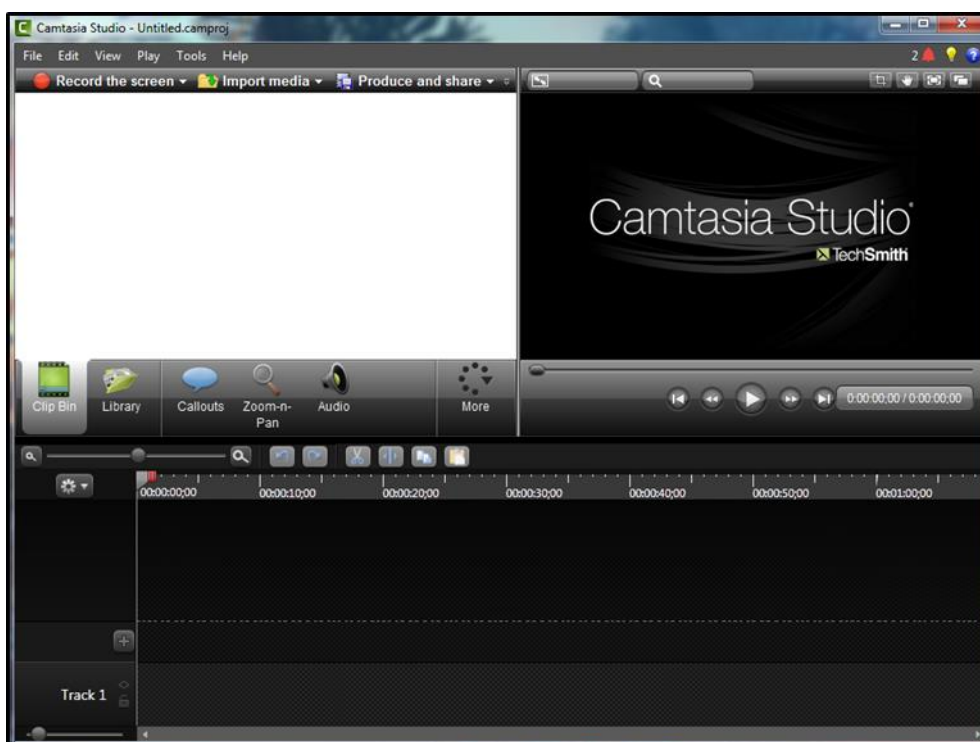 Camtasia Studio - Untitled.camproj
File Edit View Play Tools Help 2
Record the screen Import media Produce and share
Camtasia Studio
TechSmith
Clip Bin Library Callouts Zoom-n-Pan Audio More
0:00:00;00 / 0:00:00;00
00:00:00;00 00:00:10;00 00:00:20;00 00:00:30;00 00:00:40;00 00:00:50;00 00:01:00;00
Track 1